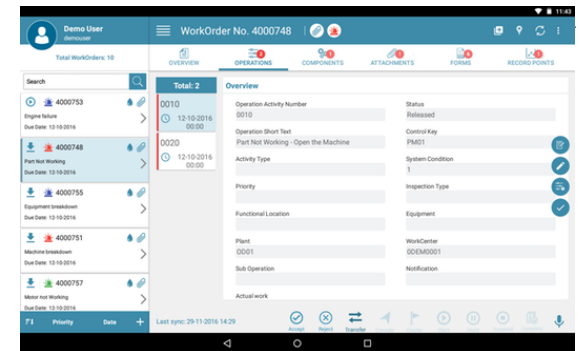 11:43
Demo User
demouser
WorkOrder No. 4000748
Total WorkOrders: 10
OVERVIEW
OPERATIONS
COMPONENTS
ATTACHMENTS
FORMS
RECORD POINTS
Search
4000753
Engine failure
Due Date: 12-10-2016
4000748
Part Not Working
Due Date: 12-10-2016
4000755
Equipment breakdown
Due Date: 12-10-2016
4000751
Machine breakdown
Due Date: 12-10-2016
4000757
Motor not Working
Due Date: 12-10-2016
Priority
Date
Total: 2
0010
12-10-2016
00:00
0020
12-10-2016
00:00
Overview
Operation Activity Number
0010
Status
Released
Operation Short Text
Part Not Working - Open the Machine
Control Key
PM01
Activity Type
System Condition
1
Priority
Inspection Type
Functional Location
Equipment
Plant
OD01
WorkCenter
0DEM0001
Sub Operation
Notification
Actual work
Last sync: 29-11-2016 14:29
Accept
Reject
Transfer